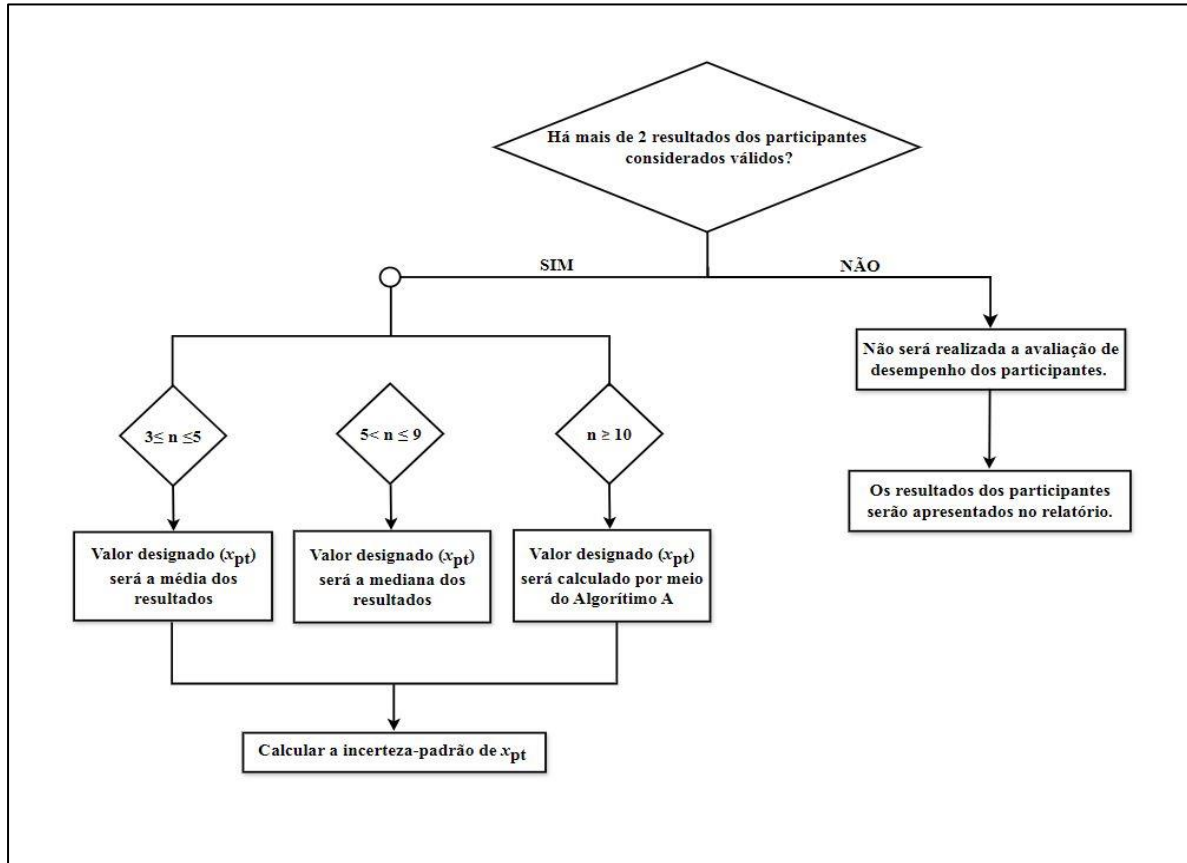 Há mais de 2 resultados dos participantes
considerados válidos?
SIM
NÃO
Não será realizada a avaliação de
desempenho dos participantes.
3≤ n ≤5
5< n ≤ 9
n ≥ 10
Os resultados dos participantes
serão apresentados no relatório.
Valor designado (xpt)
será a média dos
resultados
Valor designado (xpt)
será a mediana dos
resultados
Valor designado (xpt)
será calculado por meio
do Algorítimo A
Calcular a incerteza-padrão de xpt